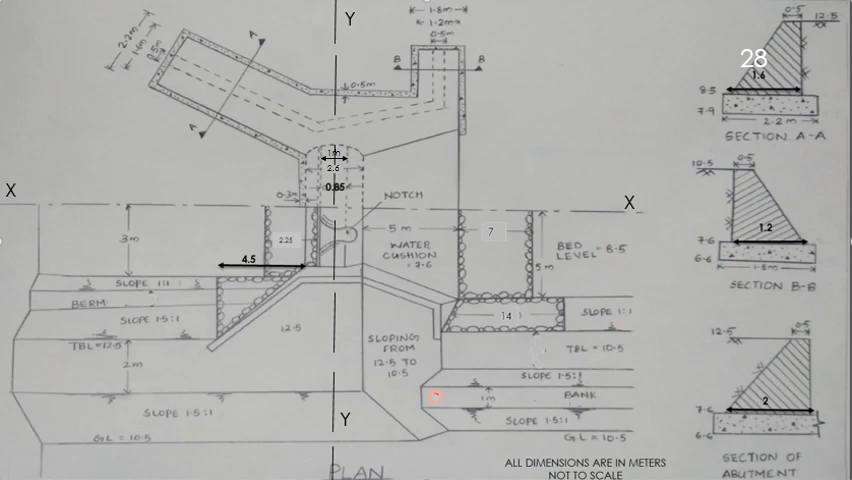 Y
1.8m
1.2m
0.5m
2.2m
1.6m
0.5m
A
A
B
B
0.5m
1m
2.6
0.85
0.3m
NOTCH
X
X
3m
2.25
4.5
5 m
WATER
CUSHION
= 7.6
7
5m
BED
LEVEL = 8.5
SLOPE 1:1
BERM
SLOPE 1.5:1
TBL = 12.5
2m
SLOPE 1.5:1
G.L = 10.5
12.5
SLOPING
FROM
12.5 TO
10.5
14
SLOPE 1:1
SLOPE 1.5:1
TBL = 10.5
SLOPE 1.5:1
1m
BANK
SLOPE 1.5:1
G.L = 10.5
Y
PLAN
ALL DIMENSIONS ARE IN METERS
NOT TO SCALE
0.5
12.5
28
1.6
8.5
7.9
2.2 m
SECTION A-A
10.5
0.5
1.2
7.6
6.6
1.8m
SECTION B-B
12.5
0.5
2
7.6
6.6
SECTION OF
ABUTMENT